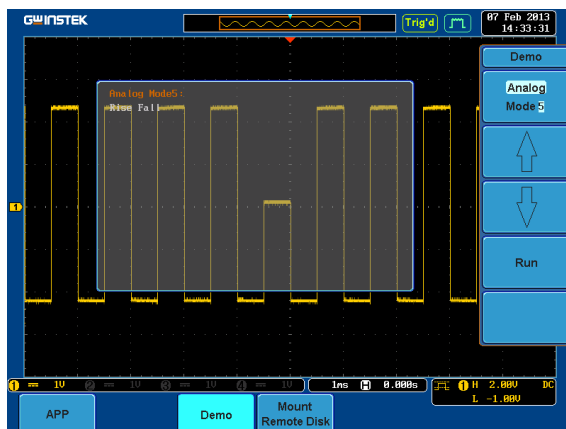 GWINSTEK
Trig'd
07 Feb 2013
14:33:31
Demo
Analog
Mode 5
Analog Mode5:
Rise Fall
1
Run
1 1V 2 1V 3 1V 4 1V
1ms H 0.000s
1 H 2.00V DC
L -1.00V
APP
Demo
Mount
Remote Disk